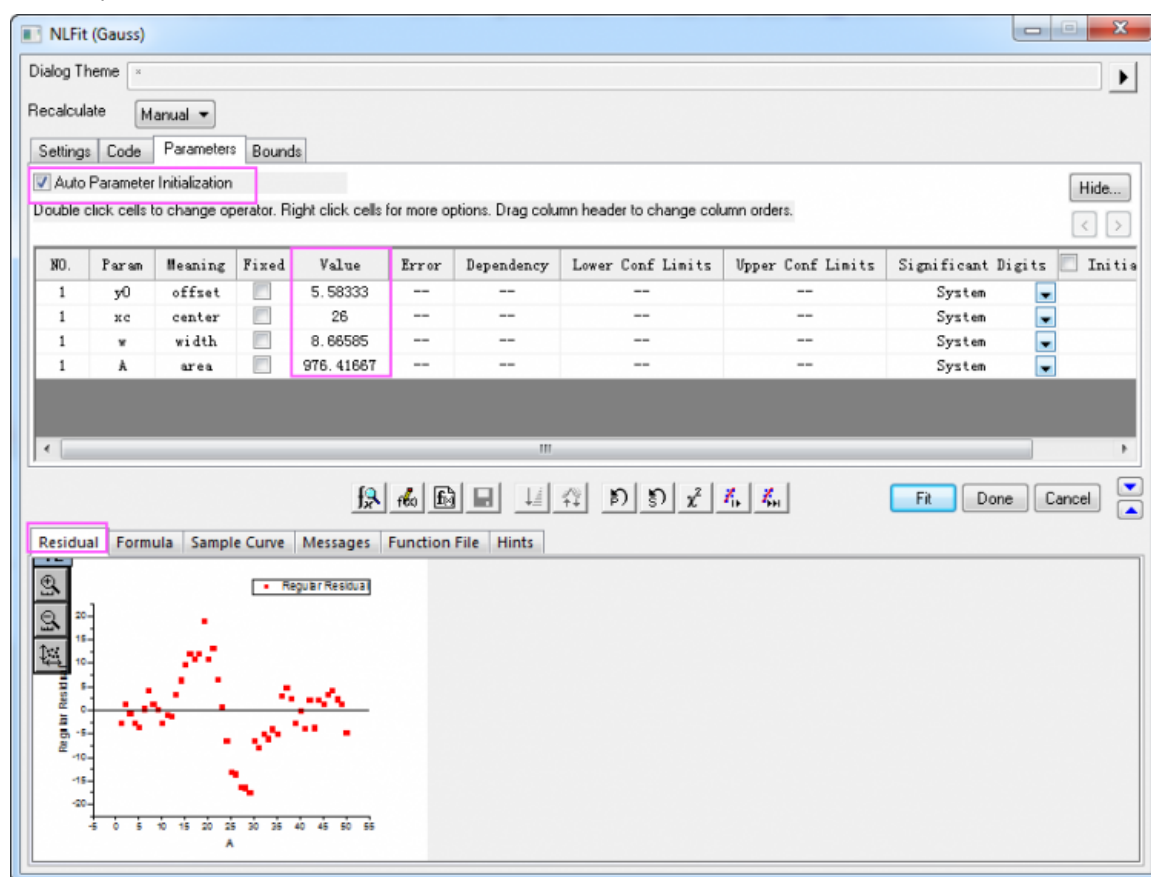 NLFit (Gauss)
Dialog Theme *
Recalculate Manual
Settings Code Parameters Bounds
Auto Parameter Initialization
Hide...
Double click cells to change operator. Right click cells for more options. Drag column header to change column orders.
< >
NO. Param Meaning Fixed Value Error Dependency Lower Conf Limits Upper Conf Limits Significant Digits Initia
1 y0 offset 5.58333 -- -- -- -- System
1 xc center 26 -- -- -- -- System
1 w width 8.66585 -- -- -- -- System
1 A area 976.41667 -- -- -- -- System
χ²
Fit Done Cancel
Residual Formula Sample Curve Messages Function File Hints
Regular Residual
20
15
10
5
0
-5
-10
-15
-20
-5 0 5 10 15 20 25 30 35 40 45 50 55
A